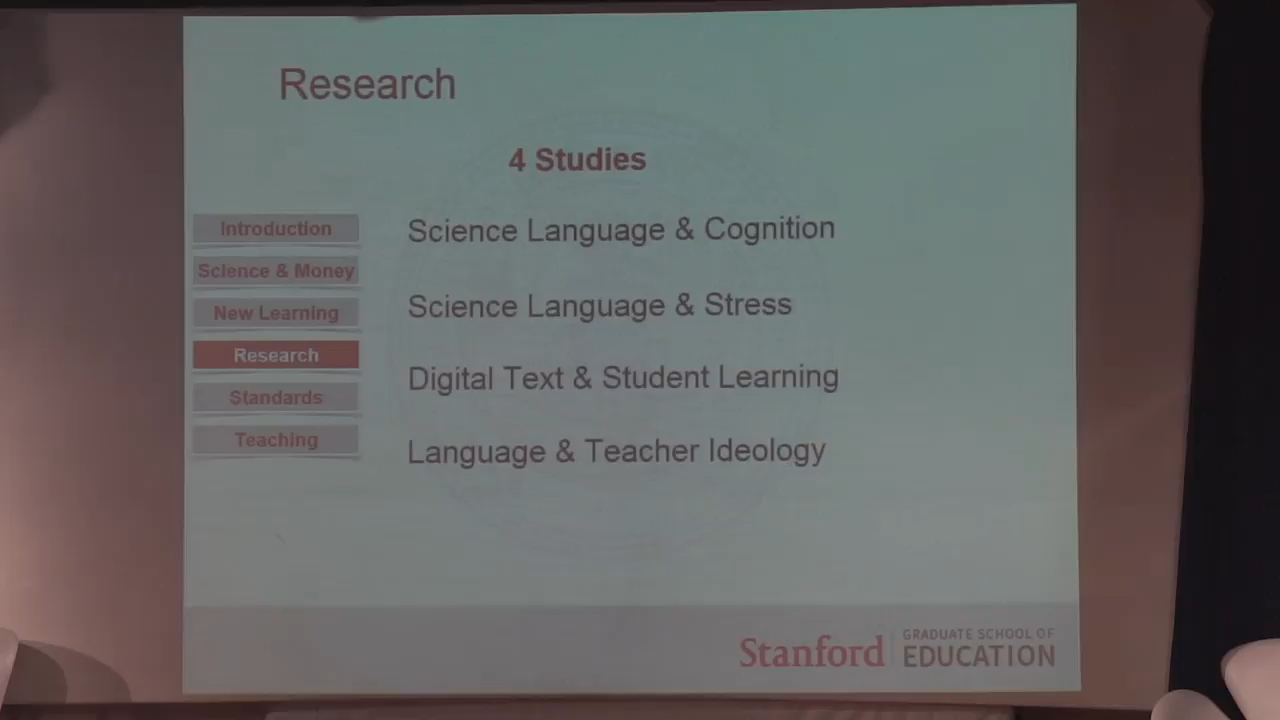 Research
4 Studies
Introduction
Science & Money
New Learning
Research
Standards
Teaching
Science Language & Cognition
Science Language & Stress
Digital Text & Student Learning
Language & Teacher Ideology
Stanford
GRADUATE SCHOOL OF
EDUCATION